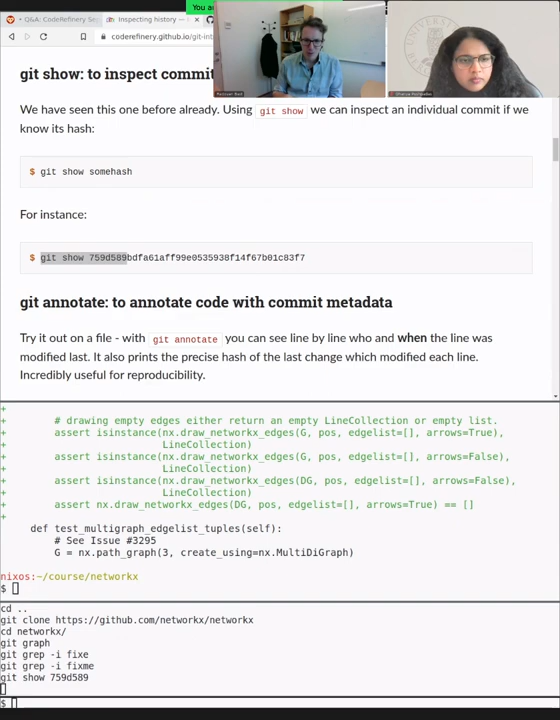 You a
Q&A: CodeRefinery Se
Inspecting history —
coderefinery.github.io/git-int
git show: to inspect commit
We have seen this one before already. Using git show we can inspect an individual commit if we
know its hash:
$ git show somehash
For instance:
$ git show 759d589bdfa61aff99e0535938f14f67b01c83f7
git annotate: to annotate code with commit metadata
Try it out on a file - with git annotate you can see line by line who and when the line was
modified last. It also prints the precise hash of the last change which modified each line.
Incredibly useful for reproducibility.
+
+ # drawing empty edges either return an empty LineCollection or empty list.
+ assert isinstance(nx.draw_networkx_edges(G, pos, edgelist=[], arrows=True),
+ LineCollection)
+ assert isinstance(nx.draw_networkx_edges(G, pos, edgelist=[], arrows=False),
+ LineCollection)
+ assert isinstance(nx.draw_networkx_edges(DG, pos, edgelist=[], arrows=False),
+ LineCollection)
+ assert nx.draw_networkx_edges(DG, pos, edgelist=[], arrows=True) == []
+
def test_multigraph_edgelist_tuples(self):
# See Issue #3295
G = nx.path_graph(3, create_using=nx.MultiDiGraph)
nixos:~/course/networkx
$
cd ..
git clone https://github.com/networkx/networkx
cd networkx/
git graph
git grep -i fixe
git grep -i fixme
git show 759d589
$